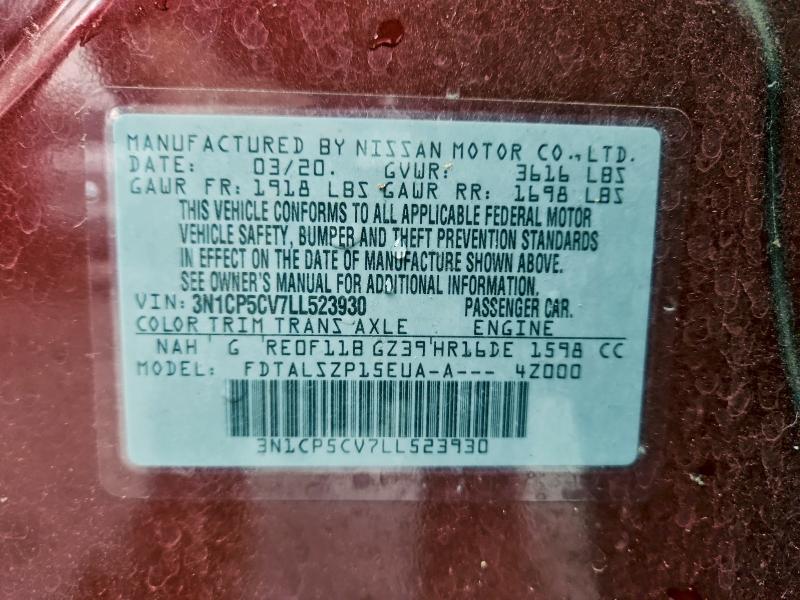 MANUFACTURED BY NISSAN MOTOR CO.,LTD.
DATE: 03/20. GVWR: 3616 LBS
GAWR FR: 1918 LBS GAWR RR: 1698 LBS
THIS VEHICLE CONFORMS TO ALL APPLICABLE FEDERAL MOTOR
VEHICLE SAFETY, BUMPER AND THEFT PREVENTION STANDARDS
IN EFFECT ON THE DATE OF MANUFACTURE SHOWN ABOVE.
SEE OWNER'S MANUAL FOR ADDITIONAL INFORMATION.
VIN: 3N1CP5CV7LL523930 PASSENGER CAR.
COLOR TRIM TRANS AXLE ENGINE
NAH G RE0F11B GZ39 HR16DE 1598 CC
MODEL: FDTALSZP15EUA-A--- 4Z000
3N1CP5CV7LL523930